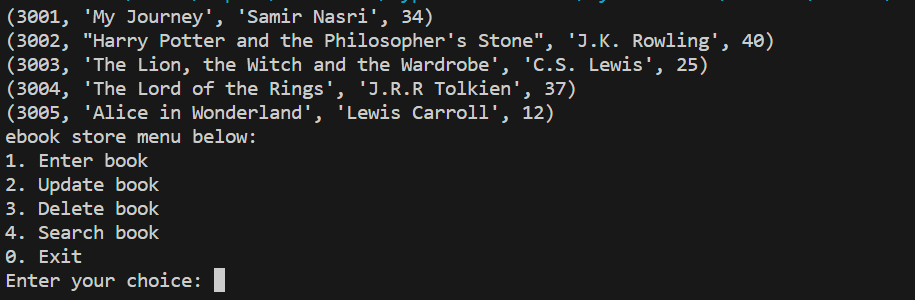 (3001, 'My Journey', 'Samir Nasri', 34)
(3002, "Harry Potter and the Philosopher's Stone", 'J.K. Rowling', 40)
(3003, 'The Lion, the Witch and the Wardrobe', 'C.S. Lewis', 25)
(3004, 'The Lord of the Rings', 'J.R.R Tolkien', 37)
(3005, 'Alice in Wonderland', 'Lewis Carroll', 12)
ebook store menu below:
1. Enter book
2. Update book
3. Delete book
4. Search book
0. Exit
Enter your choice: